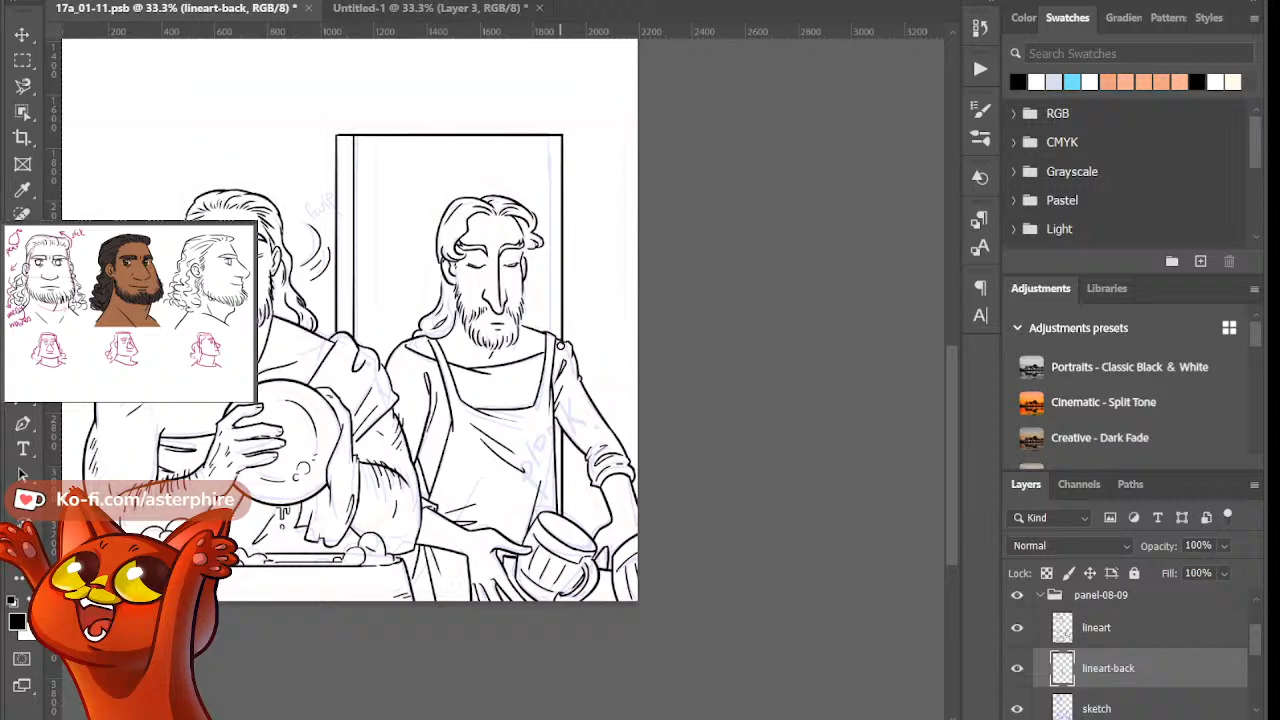 17a_01-11.psb @ 33.3% (lineart-back, RGB/8) *
Untitled-1 @ 33.3% (Layer 3, RGB/8) *
200 400 600 800 1000 1200 1400 1600 1800 2000 2200 2400 2600 2800 3000 3200
Color Swatches Gradien Pattern: Styles
Search Swatches
RGB
CMYK
Grayscale
Pastel
Light
Adjustments Libraries
Adjustments presets
Portraits - Classic Black & White
Cinematic - Split Tone
Creative - Dark Fade
Layers Channels Paths
Kind
Normal Opacity: 100%
Lock: Fill: 100%
panel-08-09
lineart
lineart-back
sketch
Ko-fi.com/asterphire